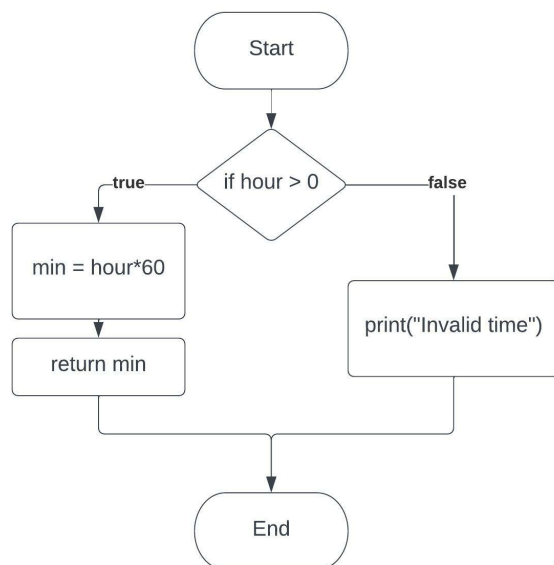 Start
if hour > 0
true
false
min = hour*60
print("Invalid time")
return min
End